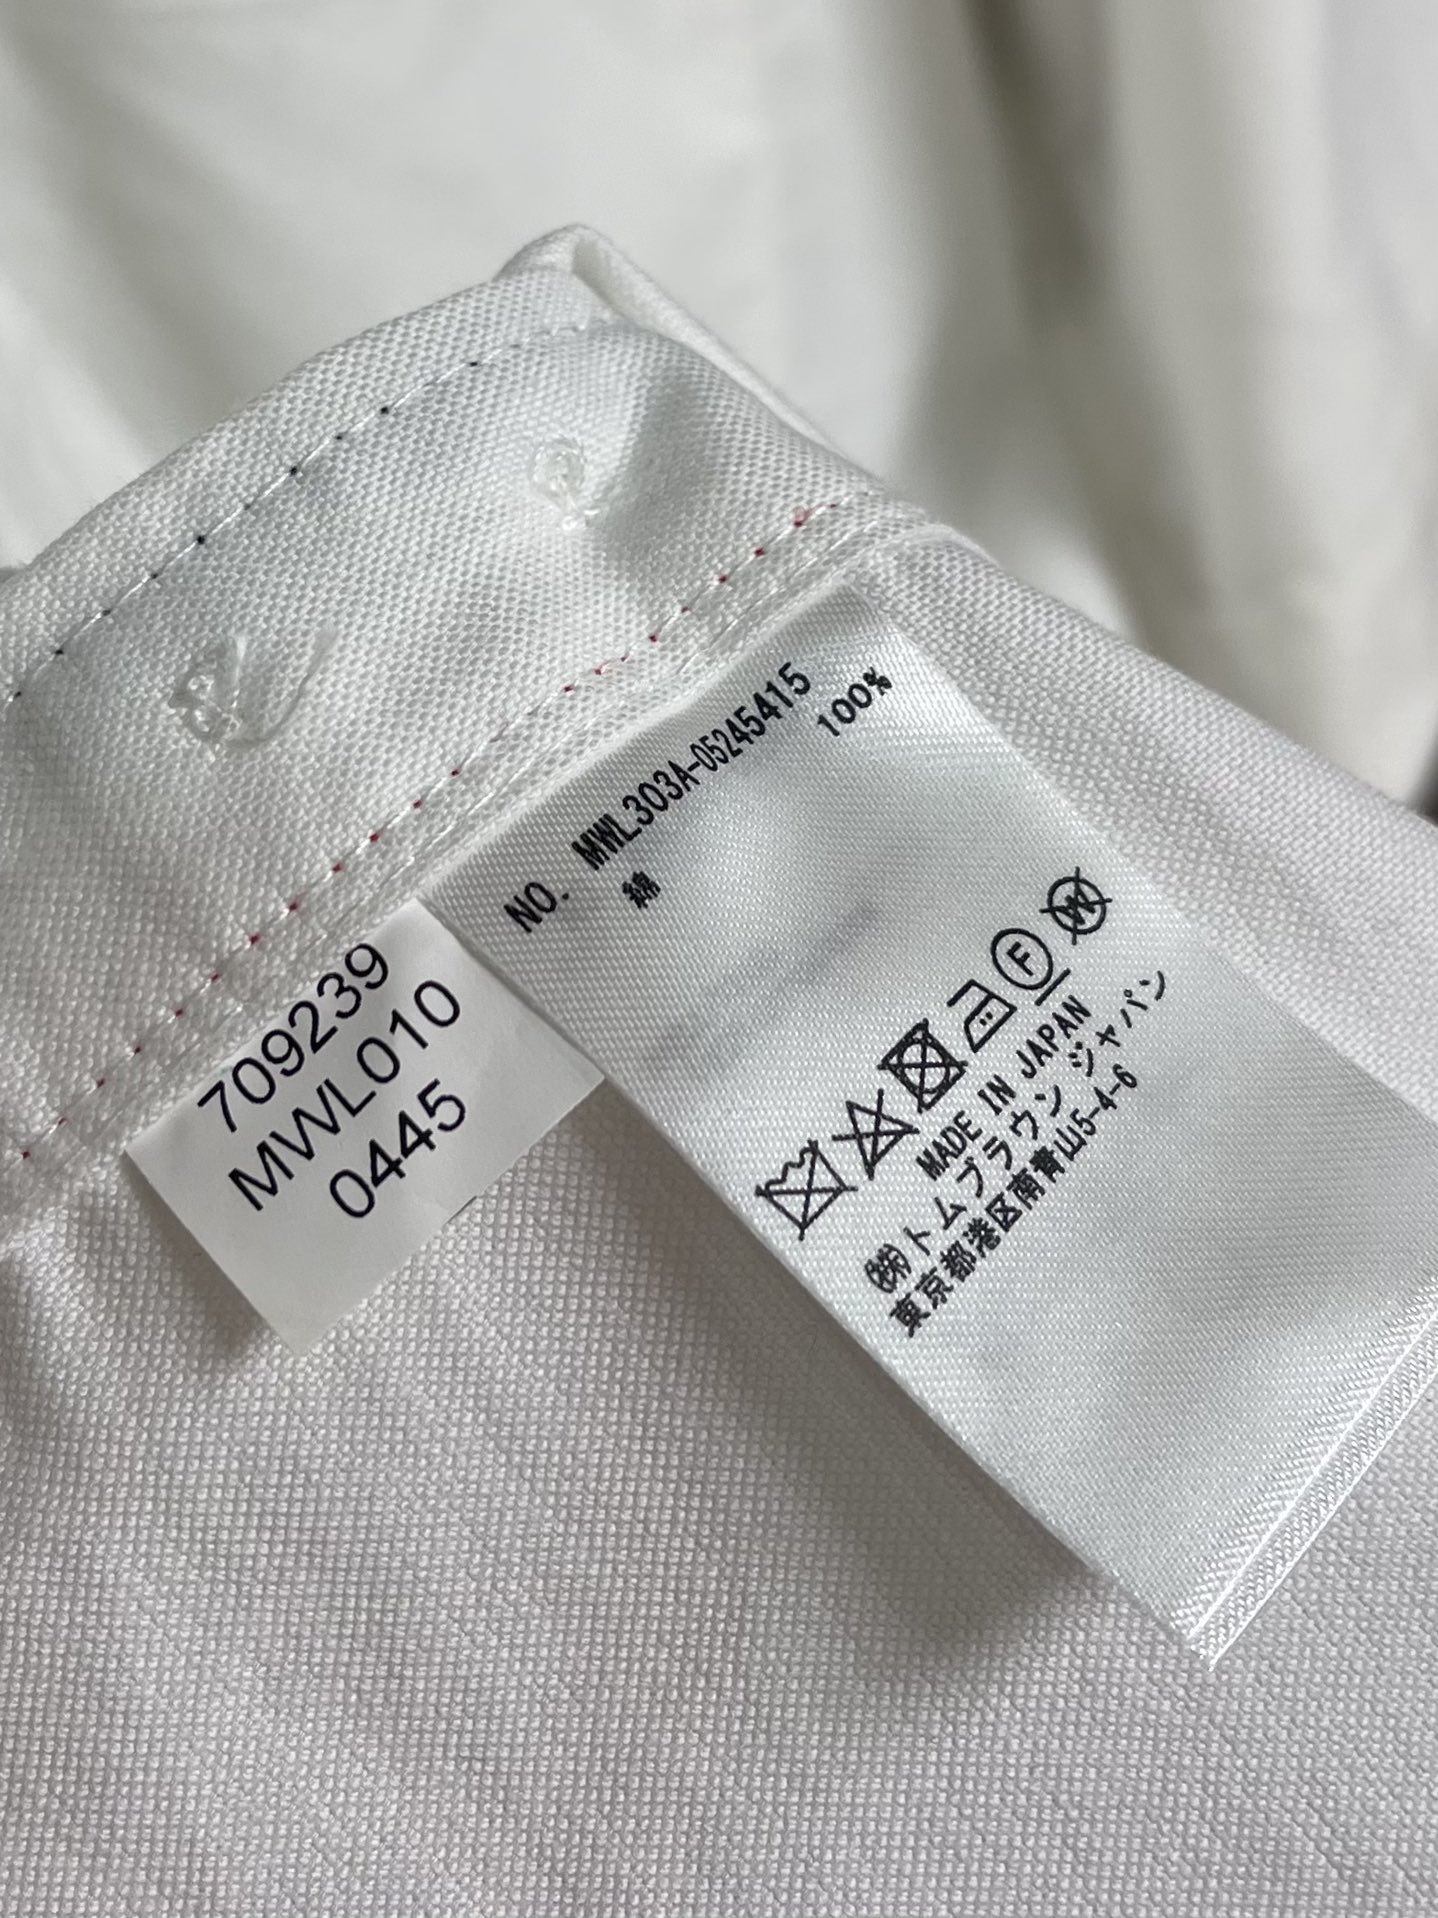 NO. MWL303A-05245415
綿 100%
MADE IN JAPAN
㈱トムブラウン ジャパン
東京都港区南青山5-4-6
F
W
709239
MWL010
0445